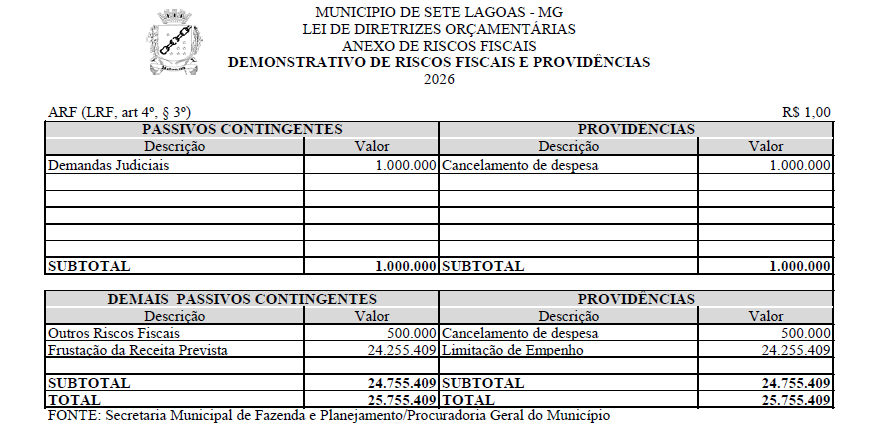 MUNICIPIO DE SETE LAGOAS - MG
LEI DE DIRETRIZES ORÇAMENTÁRIAS
ANEXO DE RISCOS FISCAIS
DEMONSTRATIVO DE RISCOS FISCAIS E PROVIDÊNCIAS
2026
ARF (LRF, art 4º, § 3º) R$ 1,00
PASSIVOS CONTINGENTES PROVIDÊNCIAS
Descrição Valor Descrição Valor
Demandas Judiciais 1.000.000 Cancelamento de despesa 1.000.000
SUBTOTAL 1.000.000 SUBTOTAL 1.000.000
DEMAIS PASSIVOS CONTINGENTES PROVIDÊNCIAS
Descrição Valor Descrição Valor
Outros Riscos Fiscais 500.000 Cancelamento de despesa 500.000
Frustação da Receita Prevista 24.255.409 Limitação de Empenho 24.255.409
SUBTOTAL 24.755.409 SUBTOTAL 24.755.409
TOTAL 25.755.409 TOTAL 25.755.409
FONTE: Secretaria Municipal de Fazenda e Planejamento/Procuradoria Geral do Município